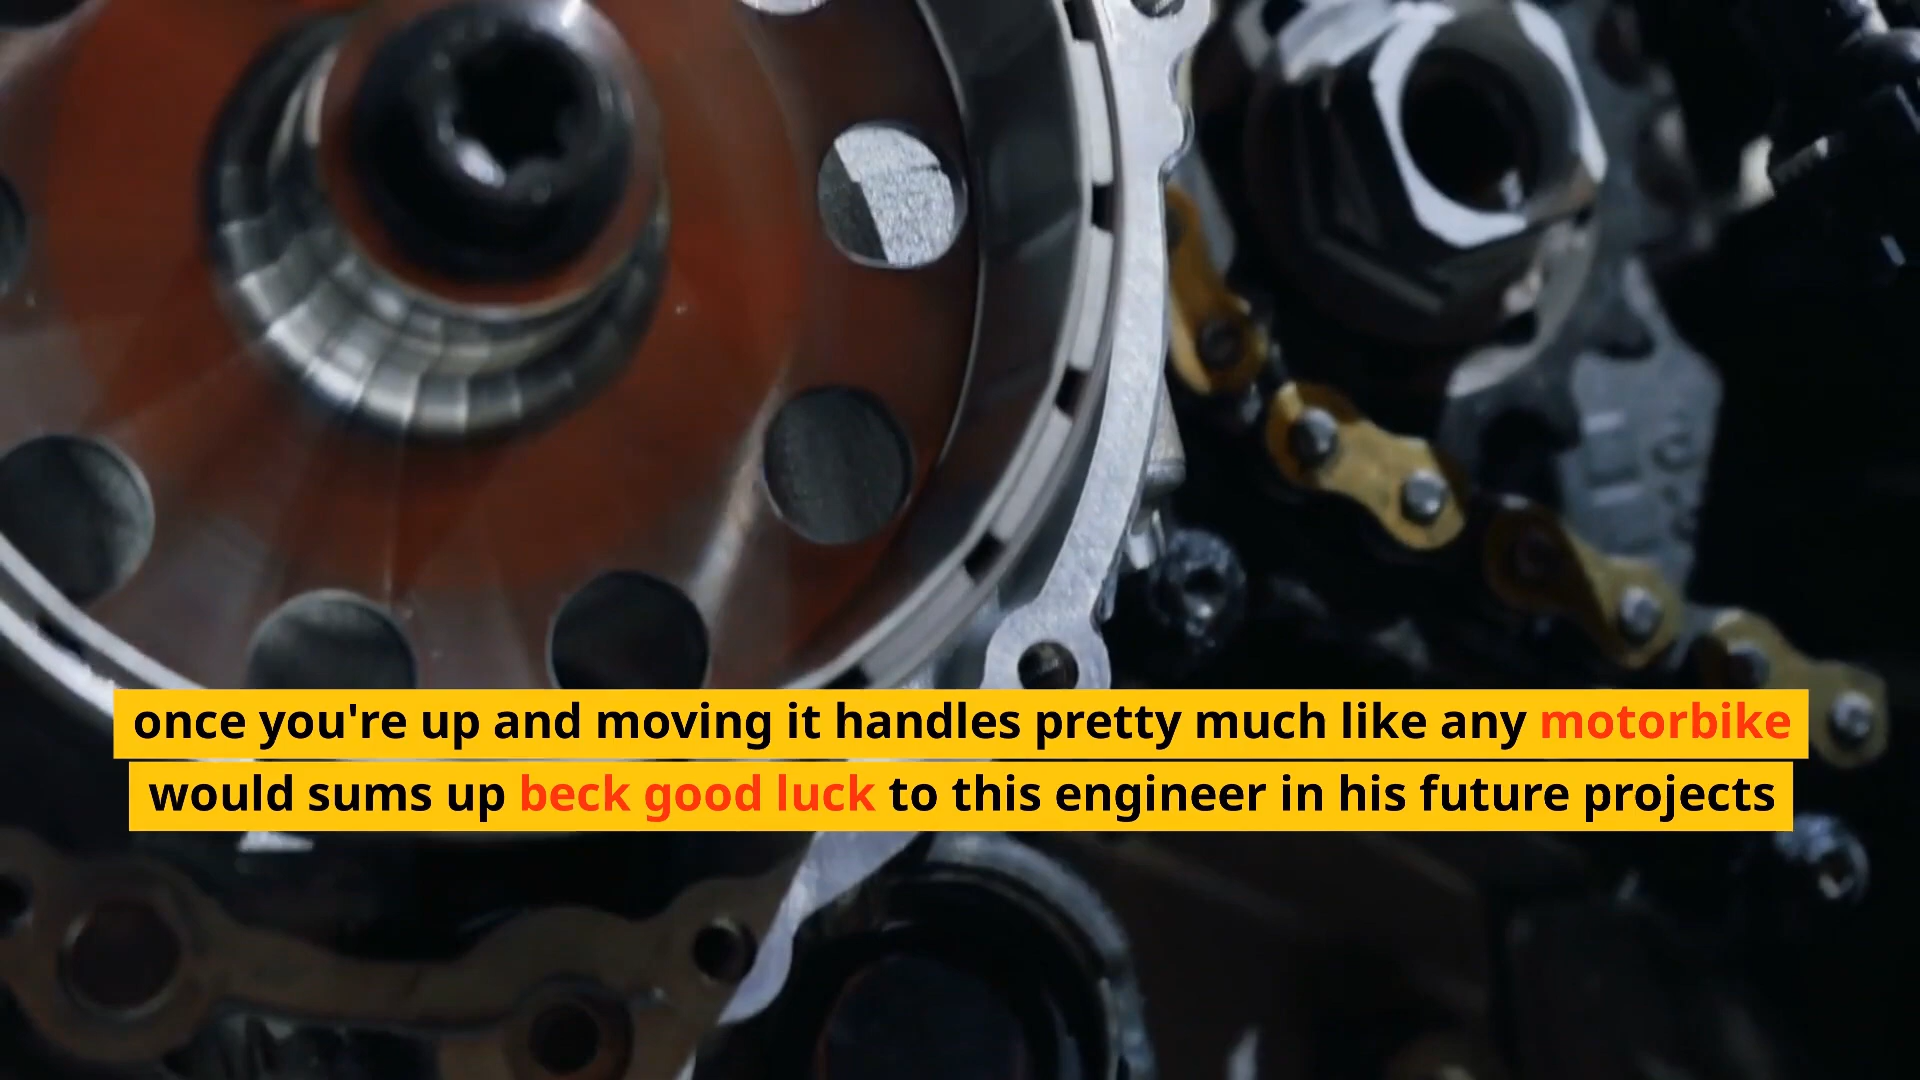 once you're up and moving it handles pretty much like any motorbike
would sums up beck good luck to this engineer in his future projects